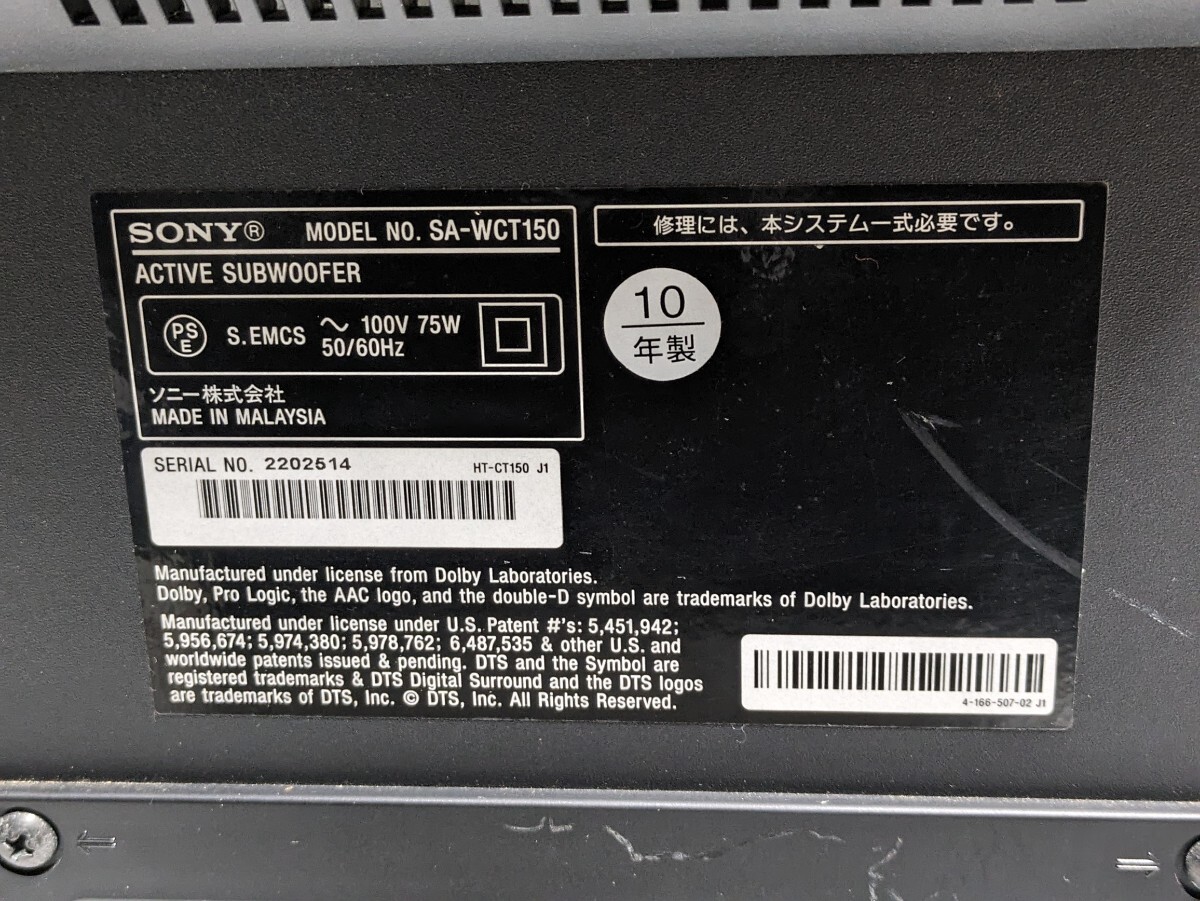 SONY® MODEL NO. SA-WCT150
ACTIVE SUBWOOFER
PSE S.EMCS ～ 100V 75W
50/60Hz
ソニー株式会社
MADE IN MALAYSIA
修理には、本システム一式必要です。
10
年製
SERIAL NO. 2202514 HT-CT150 J1
Manufactured under license from Dolby Laboratories.
Dolby, Pro Logic, the AAC logo, and the double-D symbol are trademarks of Dolby Laboratories.
Manufactured under license under U.S. Patent #'s: 5,451,942;
5,956,674; 5,974,380; 5,978,762; 6,487,535 & other U.S. and
worldwide patents issued & pending. DTS and the Symbol are
registered trademarks & DTS Digital Surround and the DTS logos
are trademarks of DTS, Inc. © DTS, Inc. All Rights Reserved.
4-166-507-02 J1